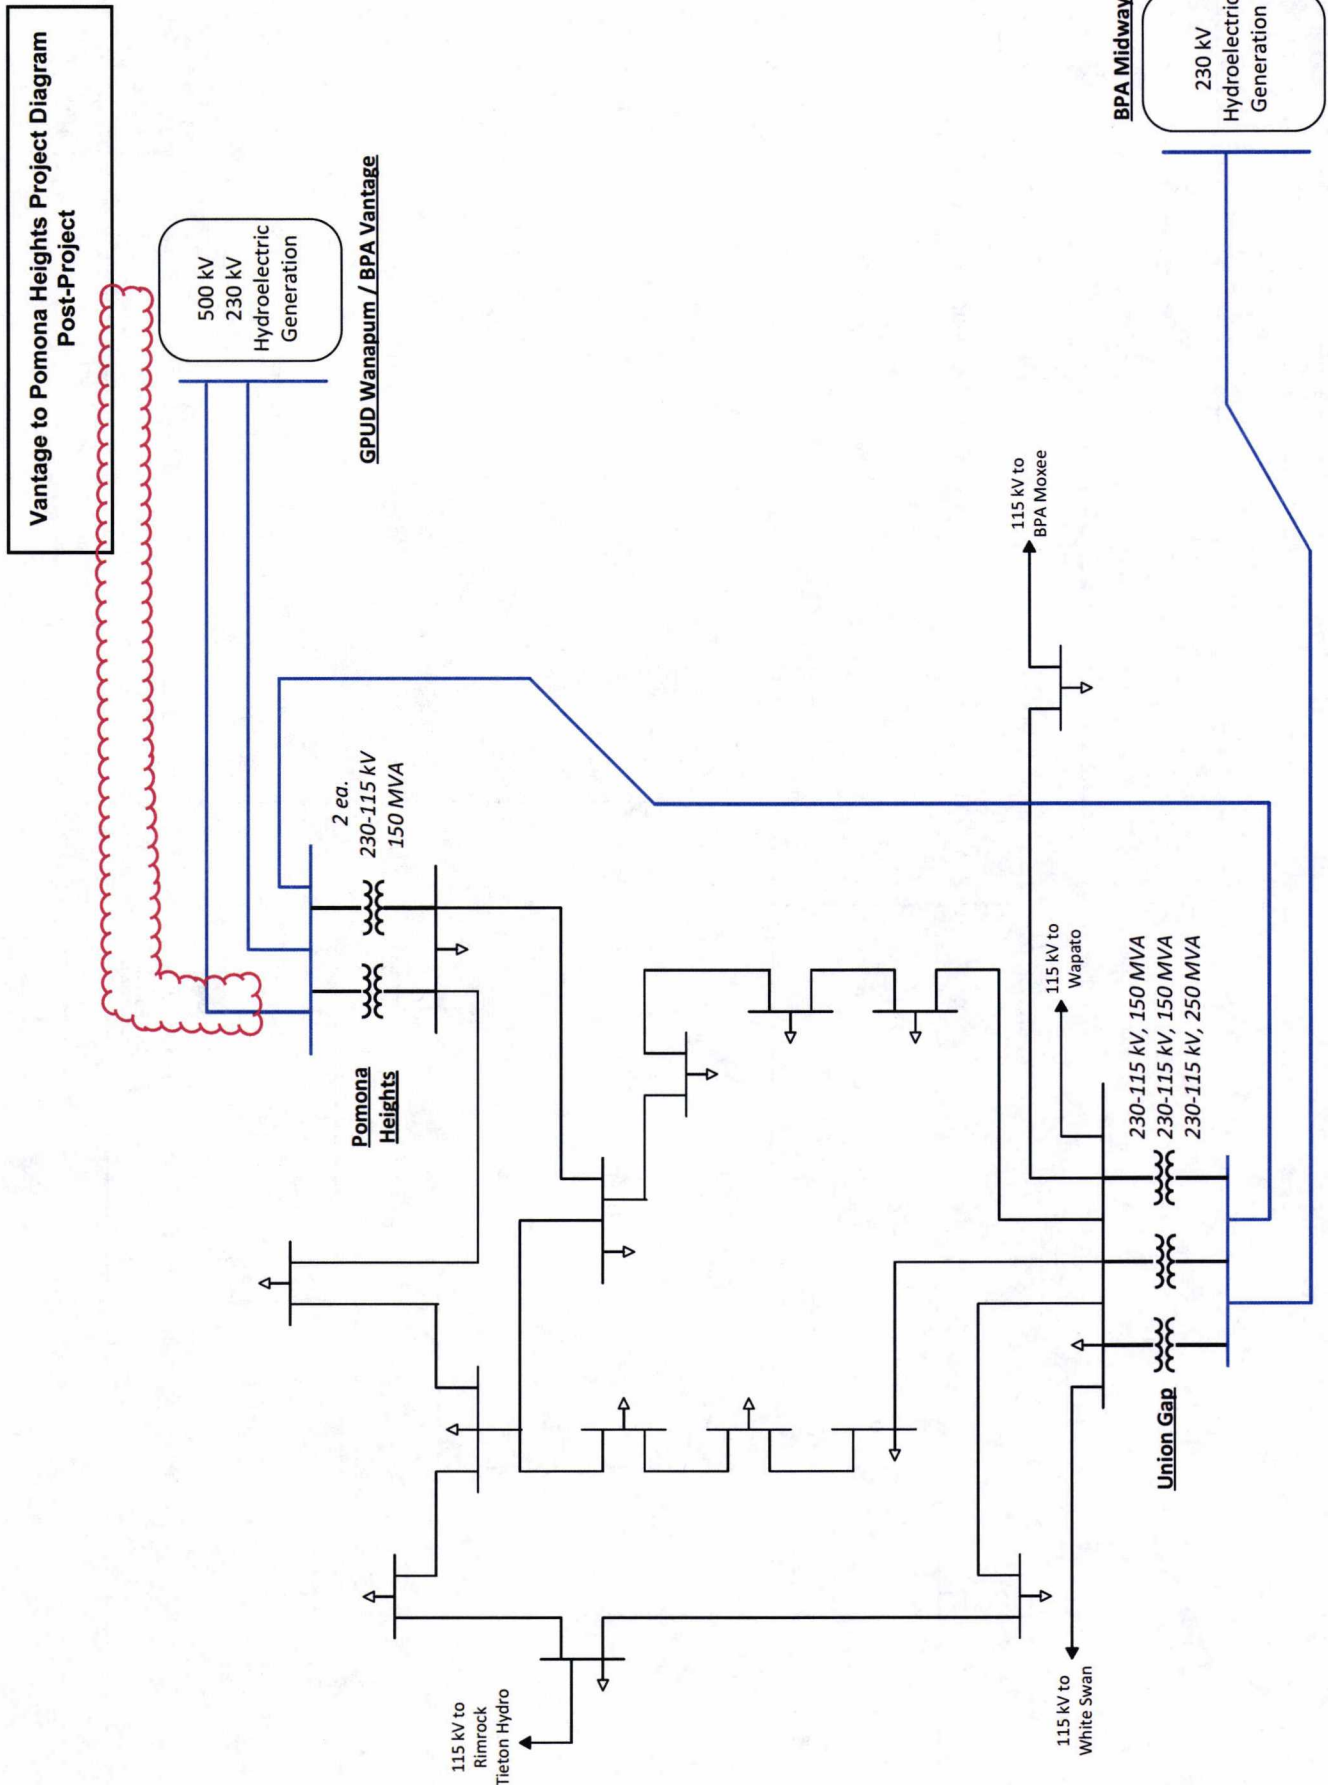 Vantage to Pomona Heights Project Diagram
Post-Project
500 kV
230 kV
Hydroelectric
Generation
GPUD Wanapum / BPA Vantage
2 ea.
230-115 kV
150 MVA
Pomona
Heights
115 kV to
Rimrock
Tieton Hydro
115 kV to
BPA Moxee
115 kV to
Wapato
230-115 kV, 150 MVA
230-115 kV, 150 MVA
230-115 kV, 250 MVA
Union Gap
115 kV to
White Swan
BPA Midway
230 kV
Hydroelectric
Generation